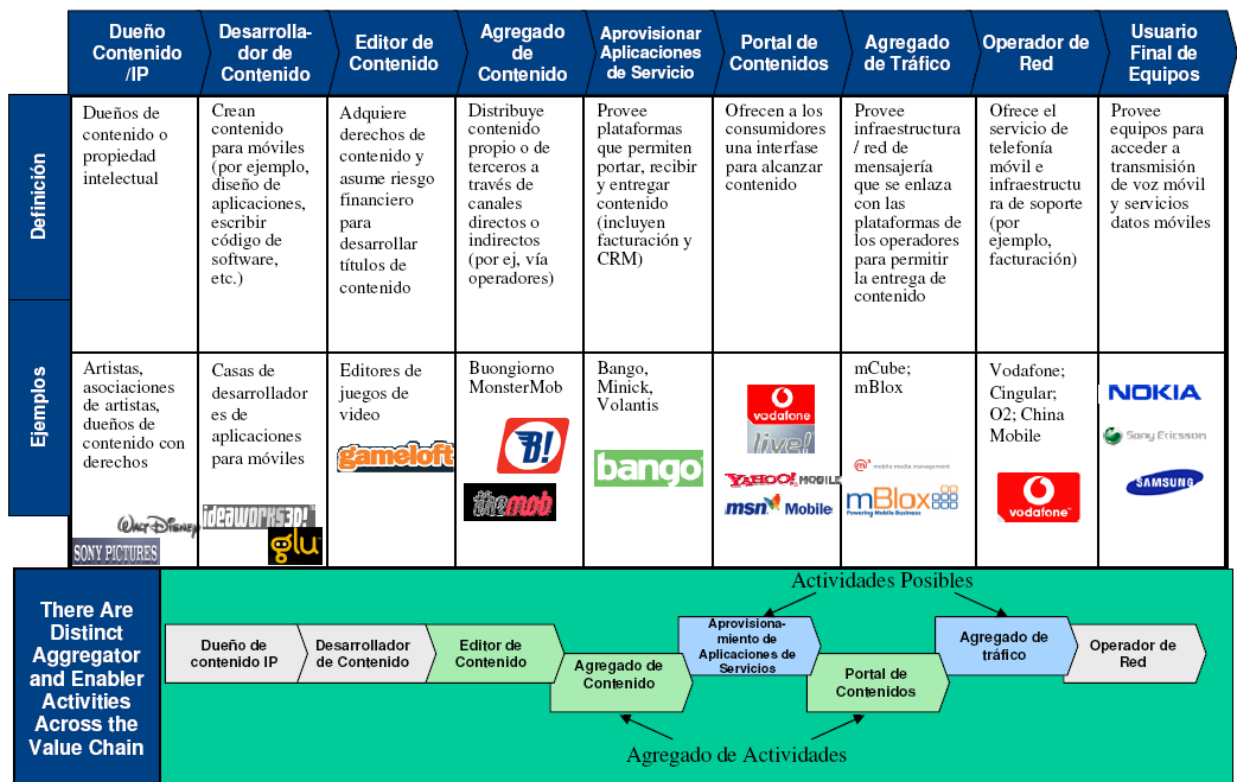 Dueño
Contenido
/IP
Desarrolla-
dor de
Contenido
Editor de
Contenido
Agregado
de
Contenido
Aprovisionar
Aplicaciones
de Servicio
Portal de
Contenidos
Agregado
de Tráfico
Operador de
Red
Usuario
Final de
Equipos
Definición
Dueños de
contenido o
propiedad
intelectual
Crean
contenido
para móviles
(por ejemplo,
diseño de
aplicaciones,
escribir
código de
software,
etc.)
Adquiere
derechos de
contenido y
asume riesgo
financiero
para
desarrollar
títulos de
contenido
Distribuye
contenido
propio o de
terceros a
través de
canales
directos o
indirectos
(por ej, vía
operadores)
Provee
plataformas
que permiten
portar, recibir
y entregar
contenido
(incluyen
facturación y
CRM)
Ofrecen a los
consumidores
una interfase
para alcanzar
contenido
Provee
infraestructura
/ red de
mensajería
que se enlaza
con las
plataformas de
los operadores
para permitir
la entrega de
contenido
Ofrece el
servicio de
telefonía
móvil e
infraestructu
ra de soporte
(por
ejemplo,
facturación)
Provee
equipos para
acceder a
transmisión
de voz móvil
y servicios
datos móviles
Ejemplos
Artistas,
asociaciones
de artistas,
dueños de
contenido con
derechos
WALT DISNEY
SONY PICTURES
Casas de
desarrollador
es de
aplicaciones
para móviles
ideaworks3D!
glu
Editores de
juegos de
video
gameloft
Buongiorno
MonsterMob
B!
themob
Bango,
Minick,
Volantis
bango
vodafone
live!
YAHOO! MOBILE
msn Mobile
mCube;
mBlox
m³ mobile media management
mBlox
Powering Mobile Business
Vodafone;
Cingular;
O2; China
Mobile
vodafone
NOKIA
Sony Ericsson
SAMSUNG
There Are
Distinct
Aggregator
and Enabler
Activities
Across the
Value Chain
Actividades Posibles
Dueño de
contenido IP
Desarrollador
de Contenido
Editor de
Contenido
Agregado de
Contenido
Aprovisiona-
miento de
Aplicaciones de
Servicios
Portal de
Contenidos
Agregado de
tráfico
Operador de
Red
Agregado de Actividades